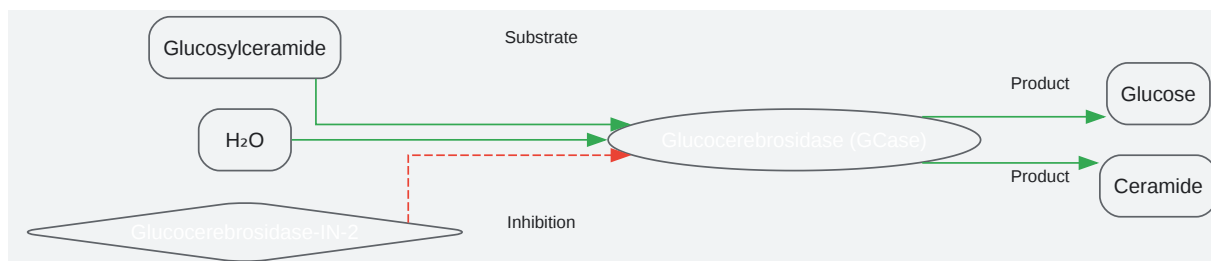 Glucosylceramide
Substrate
H₂O
Glucocerebrosidase (GCase)
Product
Glucose
Product
Ceramide
Glucocerebrosidase-IN-2
Inhibition